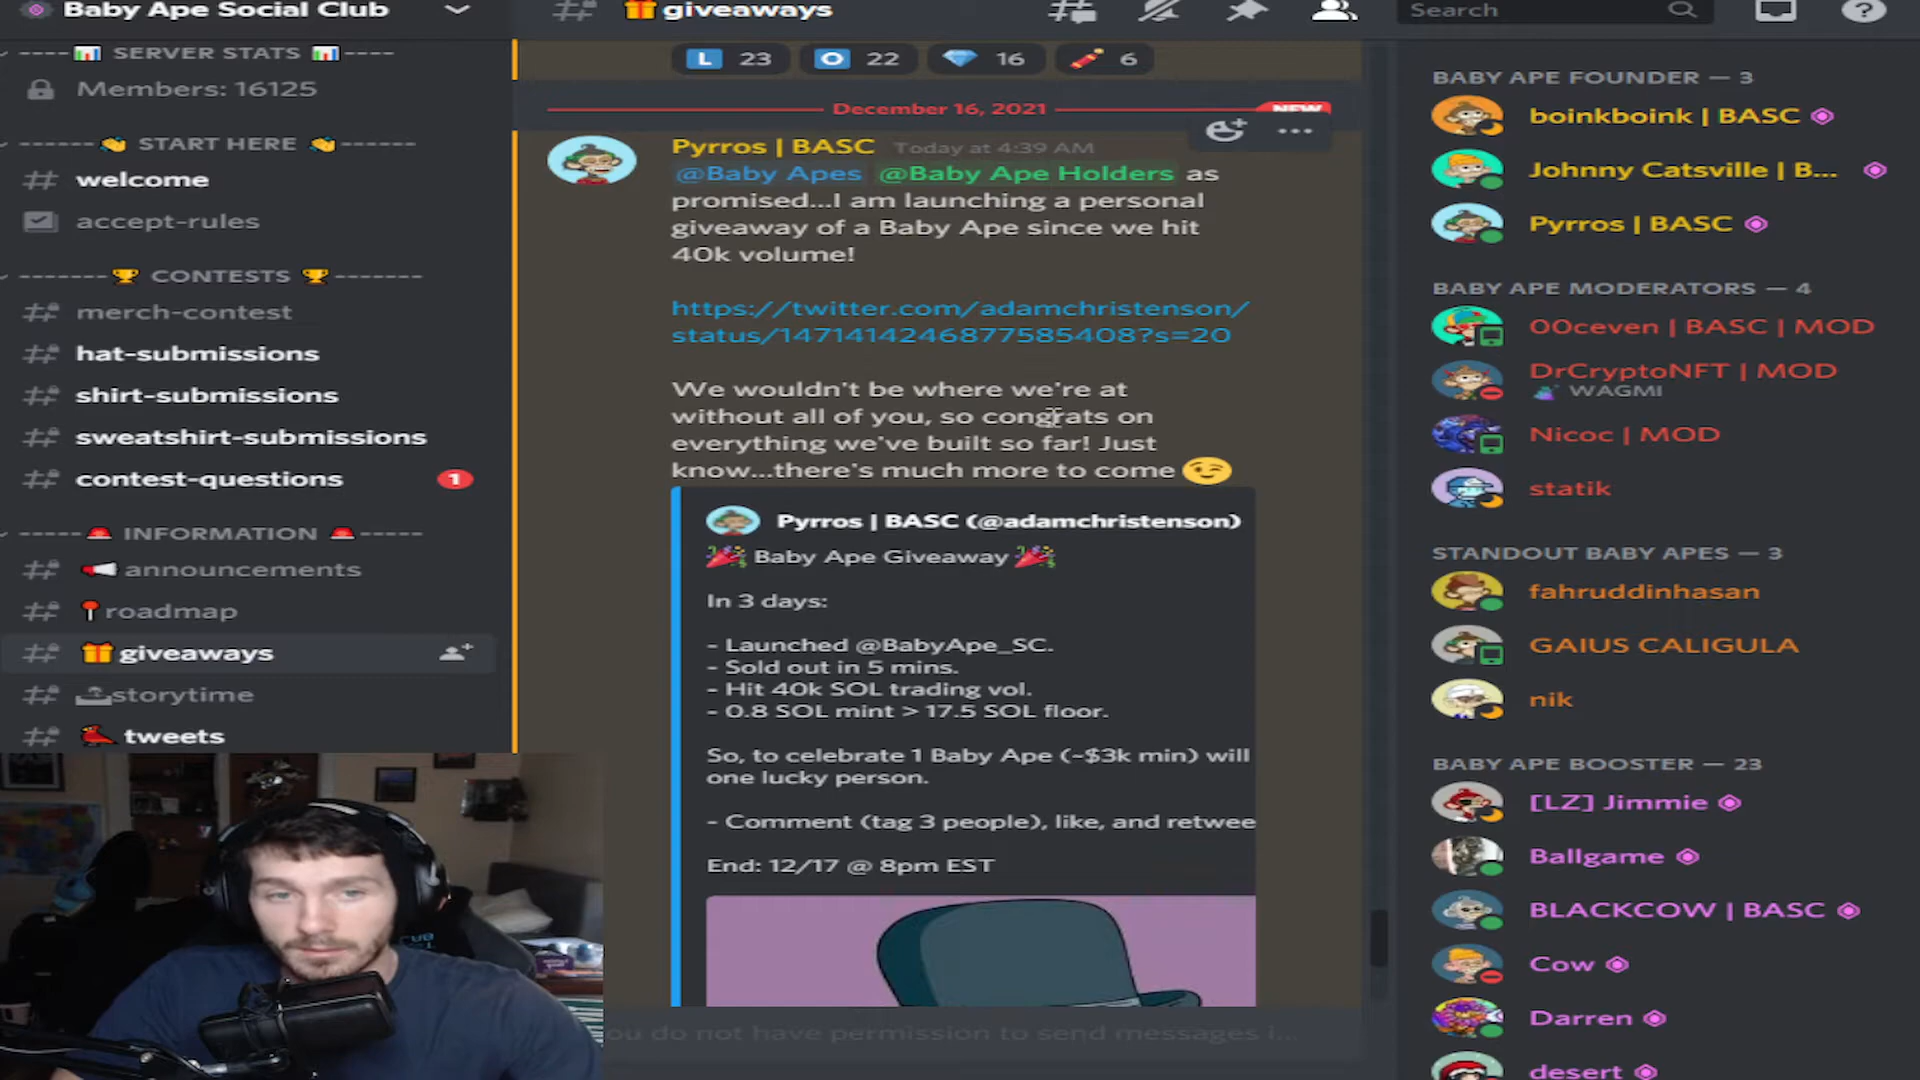 Baby Ape Social Club
----📊 SERVER STATS 📊----
Members: 16125
-------👏 START HERE 👏------
welcome
accept-rules
-------🏆 CONTESTS 🏆-------
merch-contest
hat-submissions
shirt-submissions
sweatshirt-submissions
contest-questions
1
-----🚨 INFORMATION 🚨-----
announcements
roadmap
giveaways
storytime
tweets
giveaways
L 23
O 22
16
6
December 16, 2021
NEW
Pyrros | BASC Today at 4:39 AM
@Baby Apes @Baby Ape Holders as
promised...I am launching a personal
giveaway of a Baby Ape since we hit
40k volume!
https://twitter.com/adamchristenson/
status/1471414246877585408?s=20
We wouldn't be where we're at
without all of you, so congrats on
everything we've built so far! Just
know...there's much more to come 😉
Pyrros | BASC (@adamchristenson)
🎉 Baby Ape Giveaway 🎉
In 3 days:
- Launched @BabyApe_SC.
- Sold out in 5 mins.
- Hit 40k SOL trading vol.
- 0.8 SOL mint > 17.5 SOL floor.
So, to celebrate 1 Baby Ape (~$3k min) will
one lucky person.
- Comment (tag 3 people), like, and retwee
End: 12/17 @ 8pm EST
ou do not have permission to send messages i...
Search
BABY APE FOUNDER — 3
boinkboink | BASC
Johnny Catsville | B...
Pyrros | BASC
BABY APE MODERATORS — 4
00ceven | BASC | MOD
DrCryptoNFT | MOD
WAGMI
Nicoc | MOD
statik
STANDOUT BABY APES — 3
fahruddinhasan
GAIUS CALIGULA
nik
BABY APE BOOSTER — 23
[LZ] Jimmie
Ballgame
BLACKCOW | BASC
Cow
Darren
desert